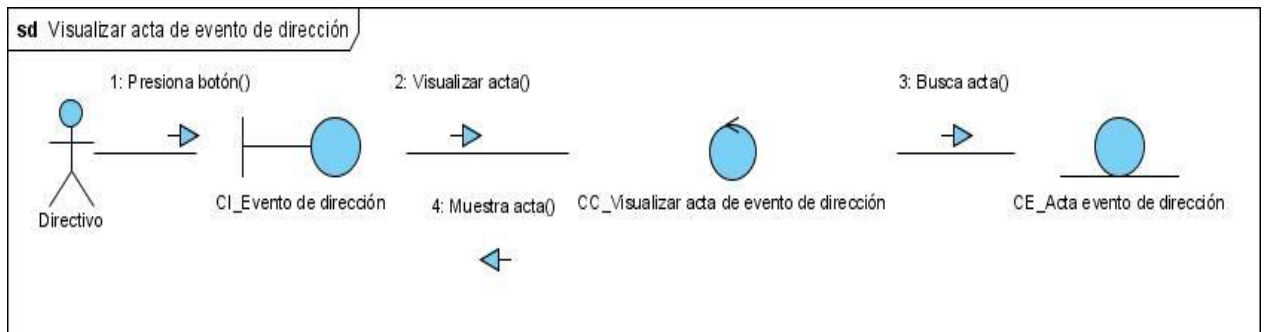 sd Visualizar acta de evento de dirección
1: Presiona botón()
2: Visualizar acta()
3: Busca acta()
Directivo
CI_Evento de dirección
4: Muestra acta()
CC_Visualizar acta de evento de dirección
CE_Acta evento de dirección